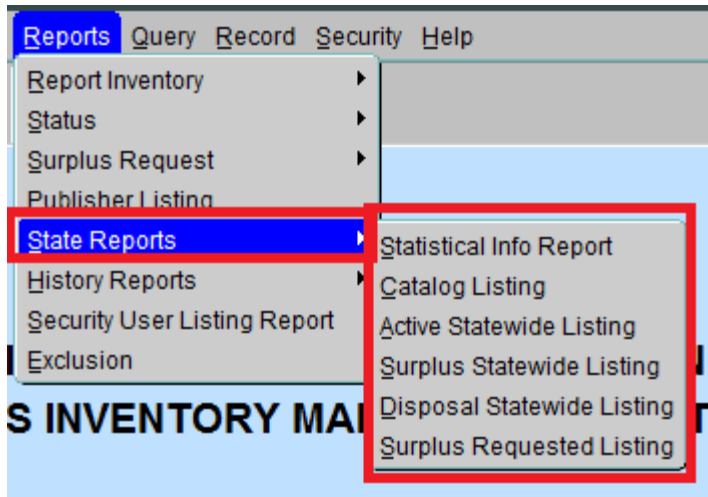 Reports Query Record Security Help
Report Inventory
Status
Surplus Request
Publisher Listing
State Reports
History Reports
Security User Listing Report
Exclusion
Statistical Info Report
Catalog Listing
Active Statewide Listing
Surplus Statewide Listing
Disposal Statewide Listing
Surplus Requested Listing
S INVENTORY MA